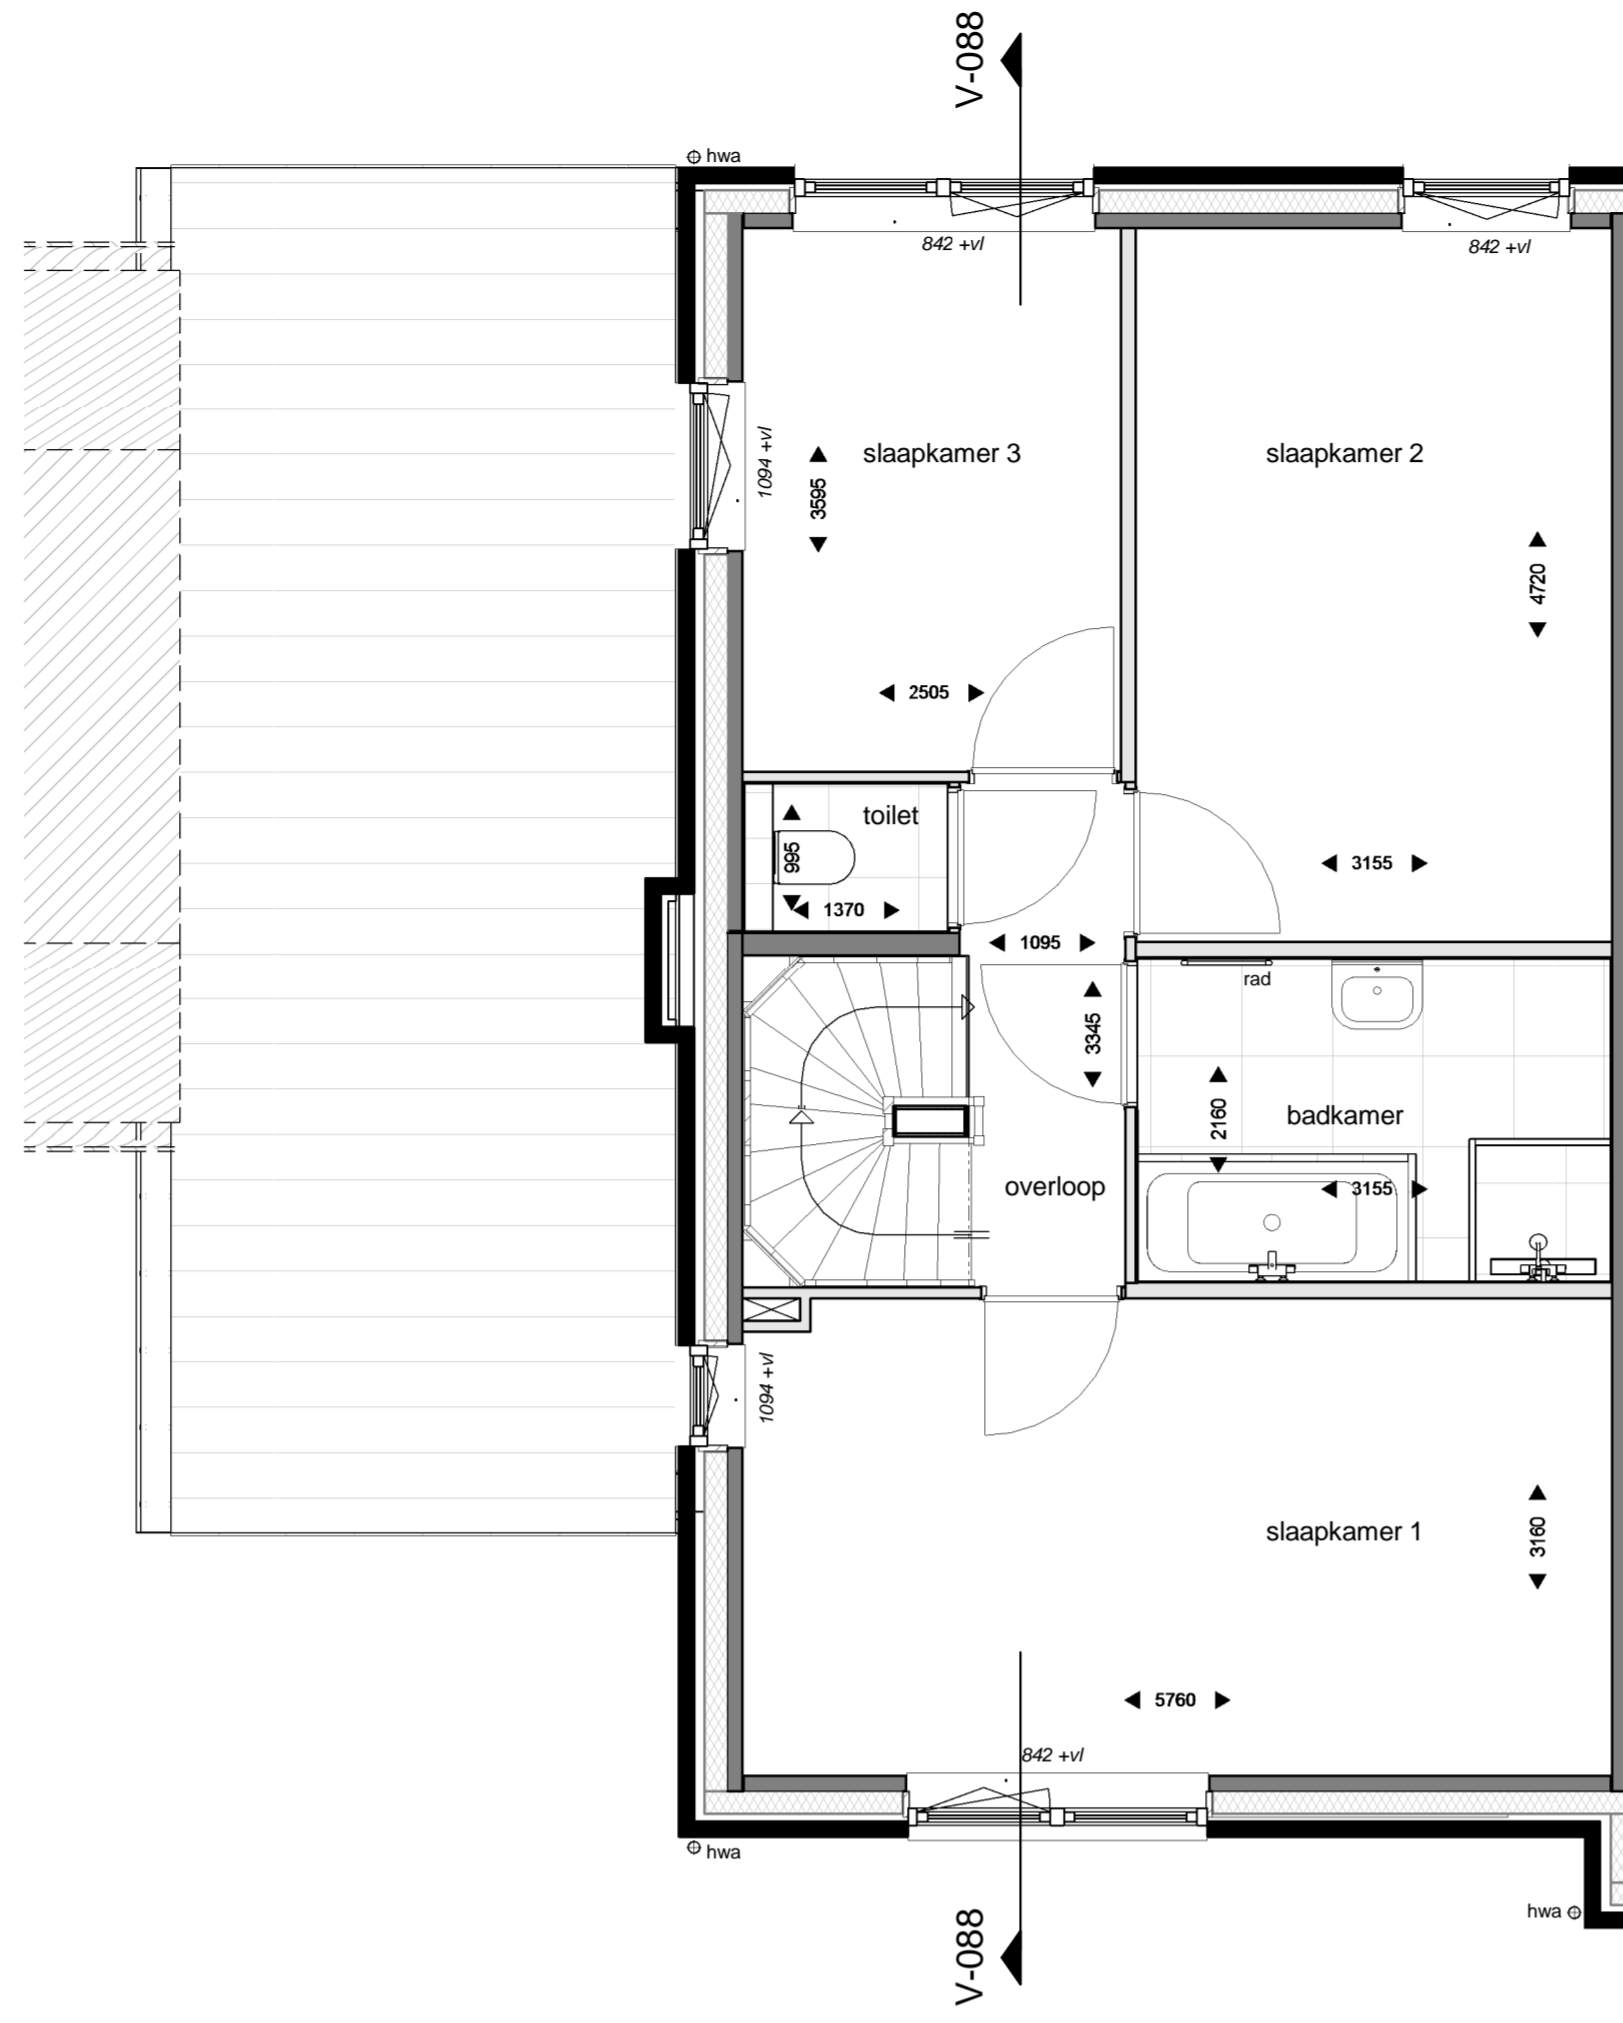 V-088
hwa
842 +vl
842 +vl
1094 +vl
3595
slaapkamer 3
slaapkamer 2
4720
2505
toilet
995
1370
3155
1095
rad
3345
2160
badkamer
overloop
3155
1094 +vl
slaapkamer 1
3160
5760
842 +vl
hwa
hwa
V-088